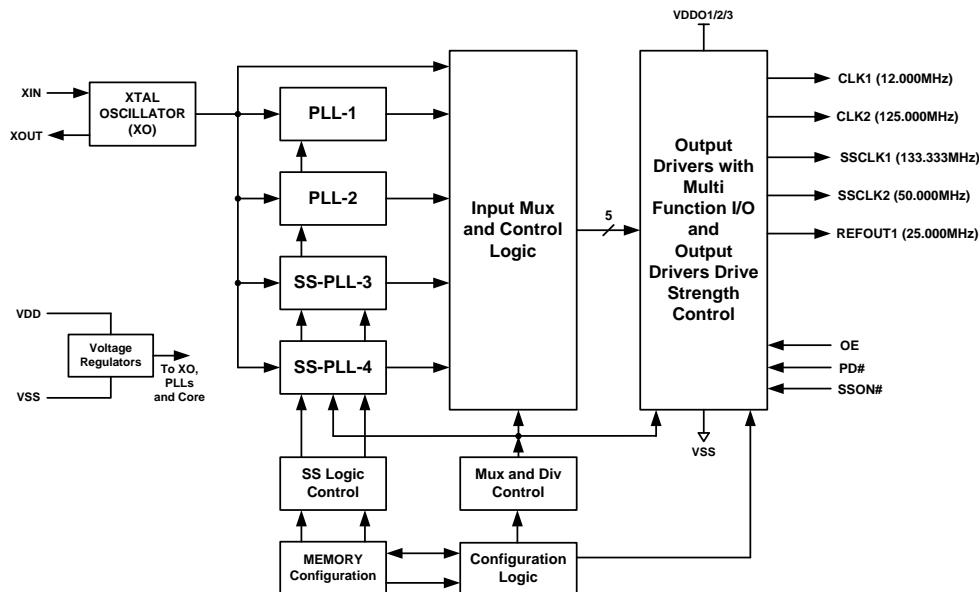 VDDO1/2/3
XIN
XOUT
XTAL
OSCILLATOR
(XO)
PLL-1
PLL-2
SS-PLL-3
SS-PLL-4
Input Mux
and Control
Logic
5
Output
Drivers with
Multi
Function I/O
and
Output
Drivers Drive
Strength
Control
CLK1 (12.000MHz)
CLK2 (125.000MHz)
SSCLK1 (133.333MHz)
SSCLK2 (50.000MHz)
REFOUT1 (25.000MHz)
OE
PD#
SSON#
VSS
VDD
Voltage
Regulators
VSS
To XO,
PLLs
and Core
SS Logic
Control
Mux and Div
Control
MEMORY
Configuration
Configuration
Logic